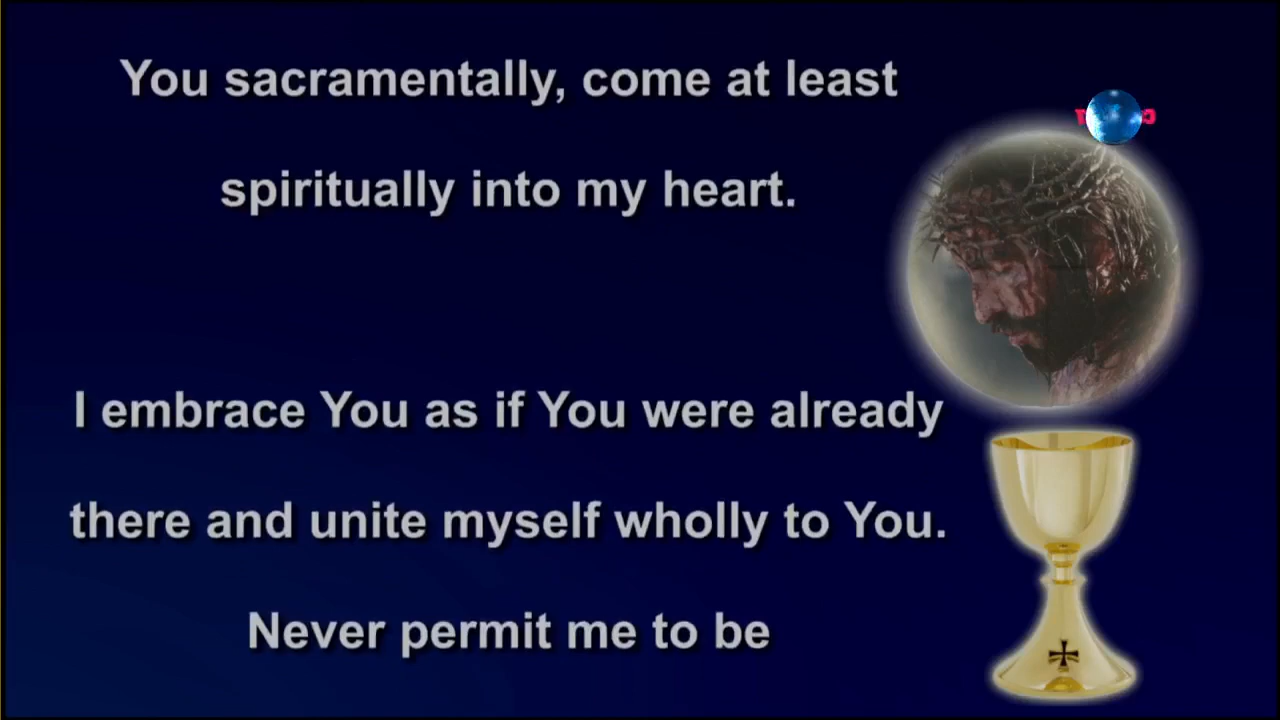 You sacramentally, come at least
spiritually into my heart.
I embrace You as if You were already
there and unite myself wholly to You.
Never permit me to be